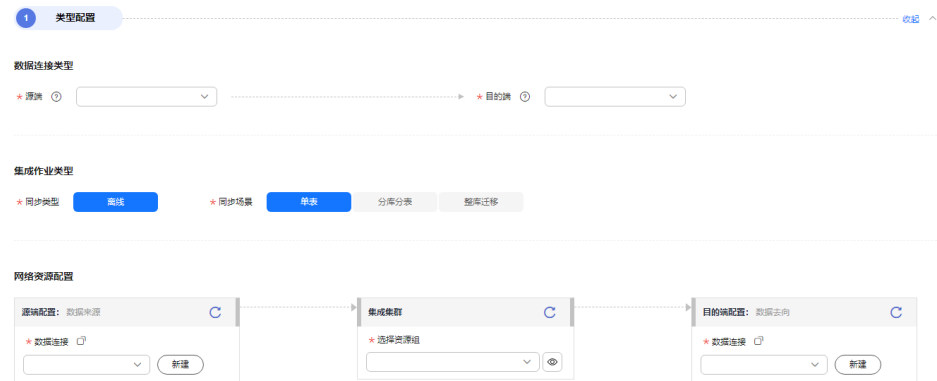 1 类型配置 收起
数据连接类型
* 源端 ? * 目的端 ?
集成作业类型
* 同步类型 离线 * 同步场景 单表 分库分表 整库迁移
网络资源配置
源端配置： 数据来源 集成集群 目的端配置： 数据去向
* 数据连接 * 选择资源组 * 数据连接
新建 新建